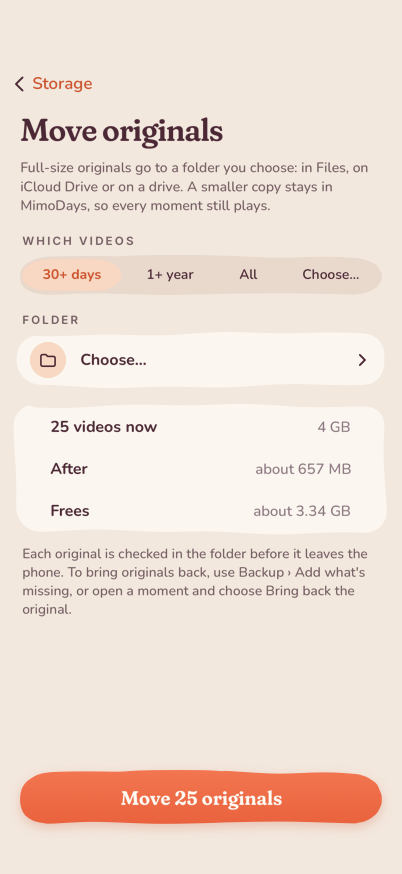 Storage
Move originals
Full-size originals go to a folder you choose: in Files, on
iCloud Drive or on a drive. A smaller copy stays in
MimoDays, so every moment still plays.
WHICH VIDEOS
30+ days 1+ year All Choose...
FOLDER
Choose...
25 videos now 4 GB
After about 657 MB
Frees about 3.34 GB
Each original is checked in the folder before it leaves the
phone. To bring originals back, use Backup › Add what's
missing, or open a moment and choose Bring back the
original.
Move 25 originals